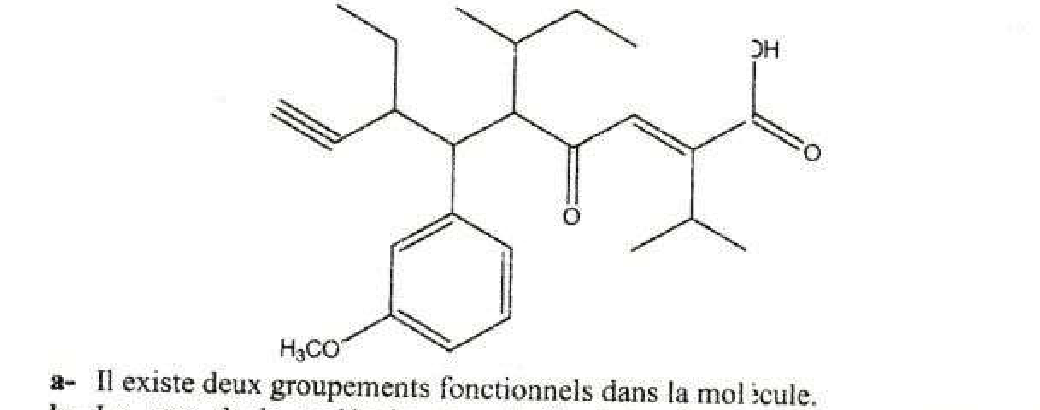 OH
O
O
H₃CO
a- Il existe deux groupements fonctionnels dans la molécule.